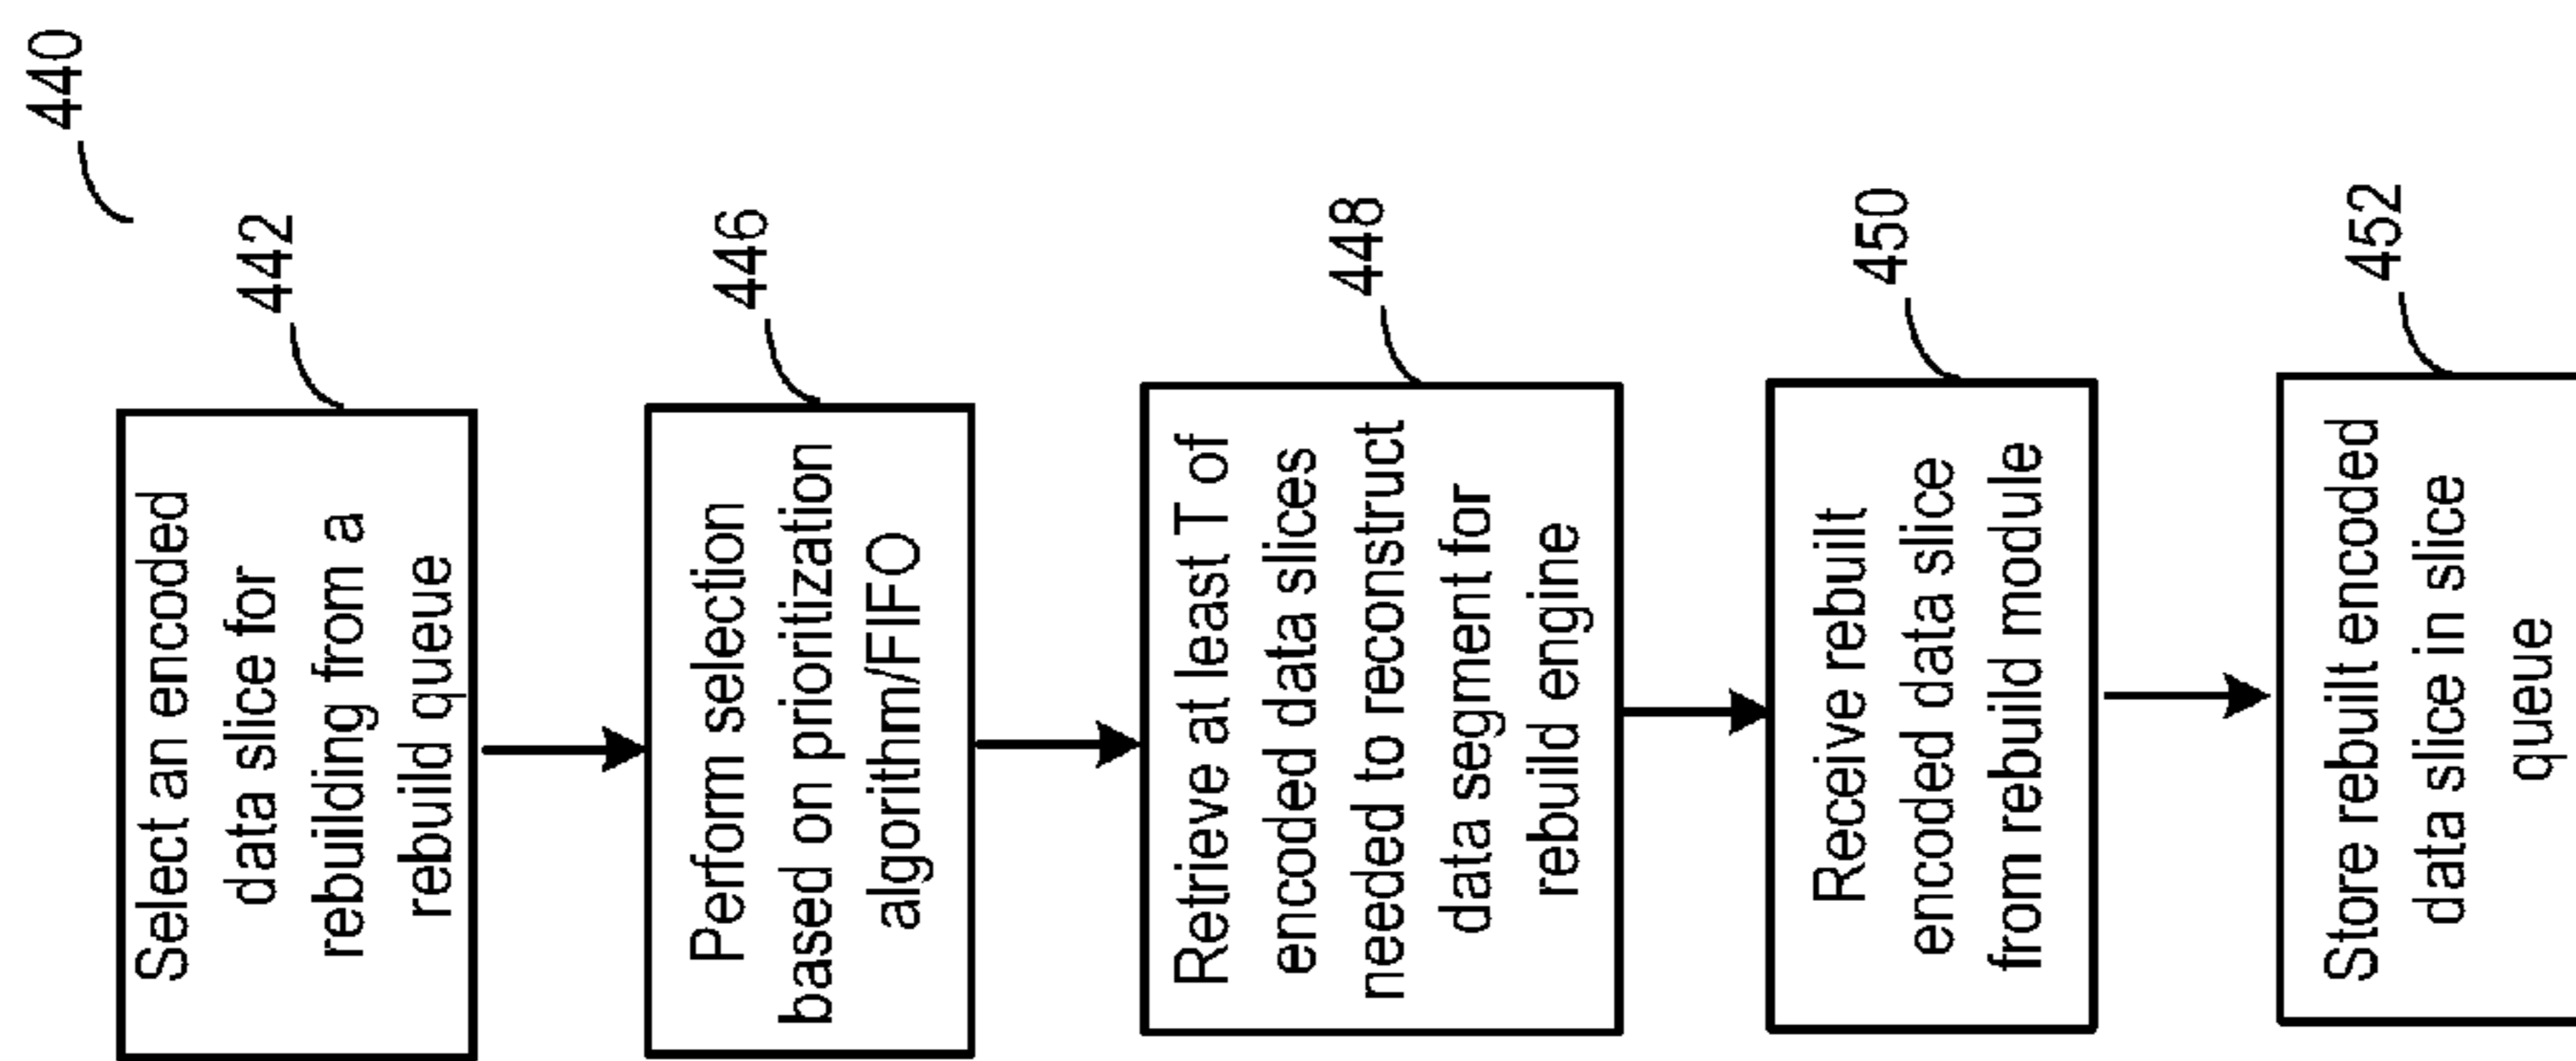 440
442
Select an encoded
data slice for
rebuilding from a
rebuild queue
446
Perform selection
based on prioritization
algorithm/FIFO
448
Retrieve at least T of
encoded data slices
needed to reconstruct
data segment for
rebuild engine
450
Receive rebuilt
encoded data slice
from rebuild module
452
Store rebuilt encoded
data slice in slice
queue